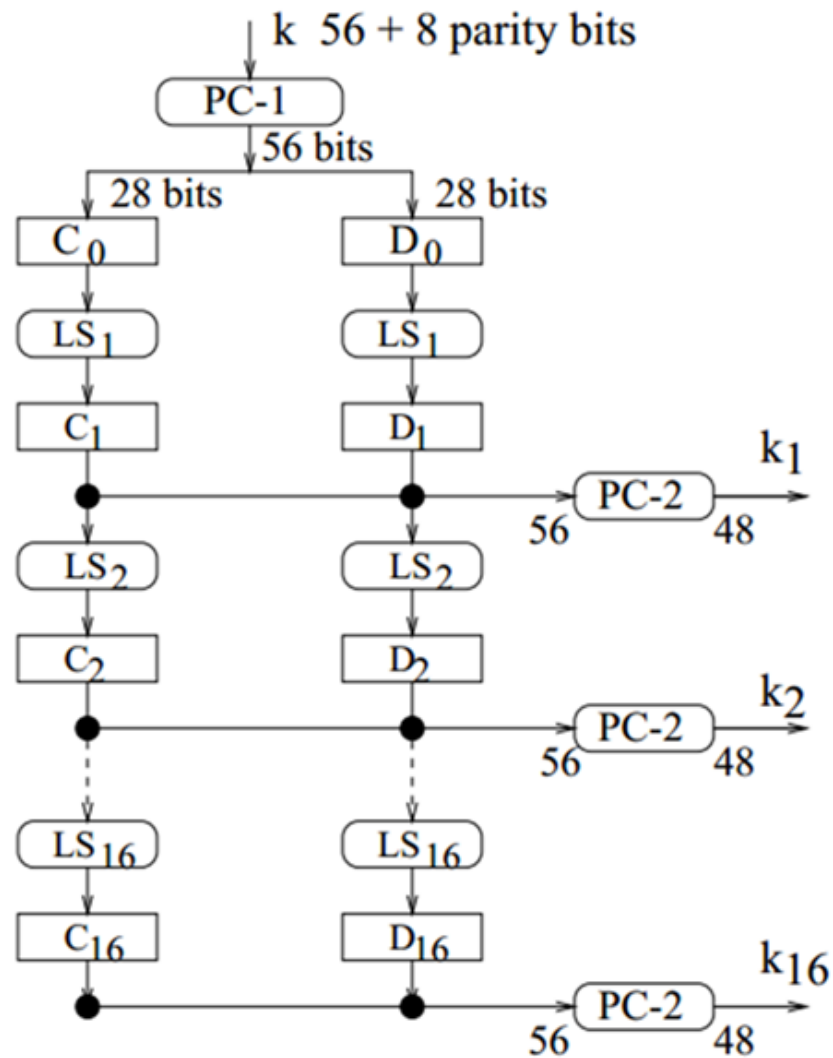 k 56 + 8 parity bits
PC-1
56 bits
28 bits 28 bits
C0 D0
LS1 LS1
C1 D1
k1
PC-2
56 48
LS2 LS2
C2 D2
k2
PC-2
56 48
LS16 LS16
C16 D16
k16
PC-2
56 48